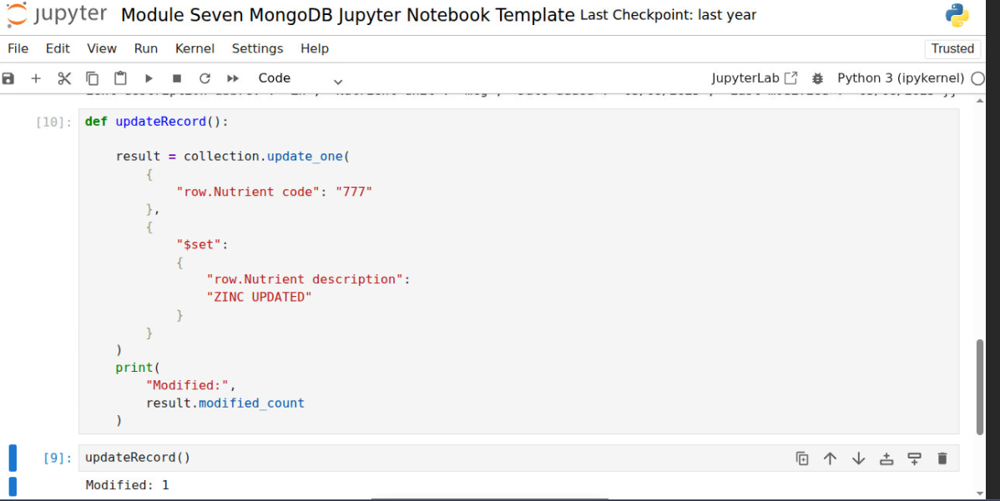 jupyter Module Seven MongoDB Jupyter Notebook Template Last Checkpoint: last year
File Edit View Run Kernel Settings Help Trusted
Code JupyterLab Python 3 (ipykernel)
[10]: def updateRecord():
result = collection.update_one(
{
"row.Nutrient code": "777"
},
{
"$set":
{
"row.Nutrient description":
"ZINC UPDATED"
}
}
)
print(
"Modified:",
result.modified_count
)
[9]: updateRecord()
Modified: 1